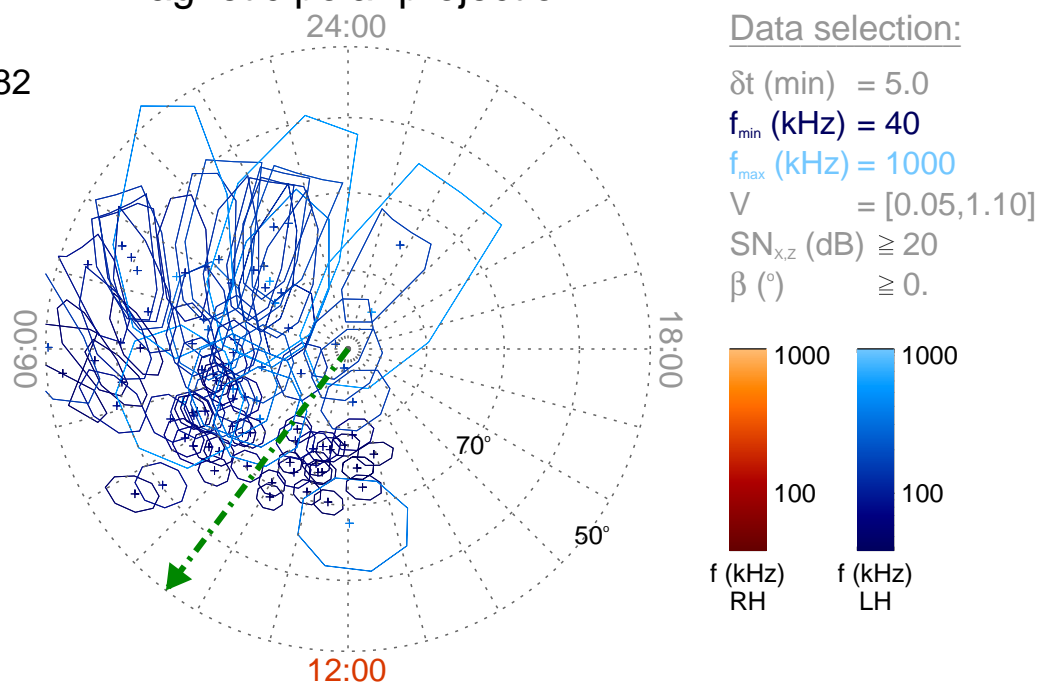 24:00
Data selection:
82
δt (min) = 5.0
fmin (kHz) = 40
fmax (kHz) = 1000
V = [0.05,1.10]
SNx,z (dB) ≧ 20
β (°) ≧ 0.
06:00
18:00
1000
1000
70°
100
100
50°
f (kHz)
RH
f (kHz)
LH
12:00